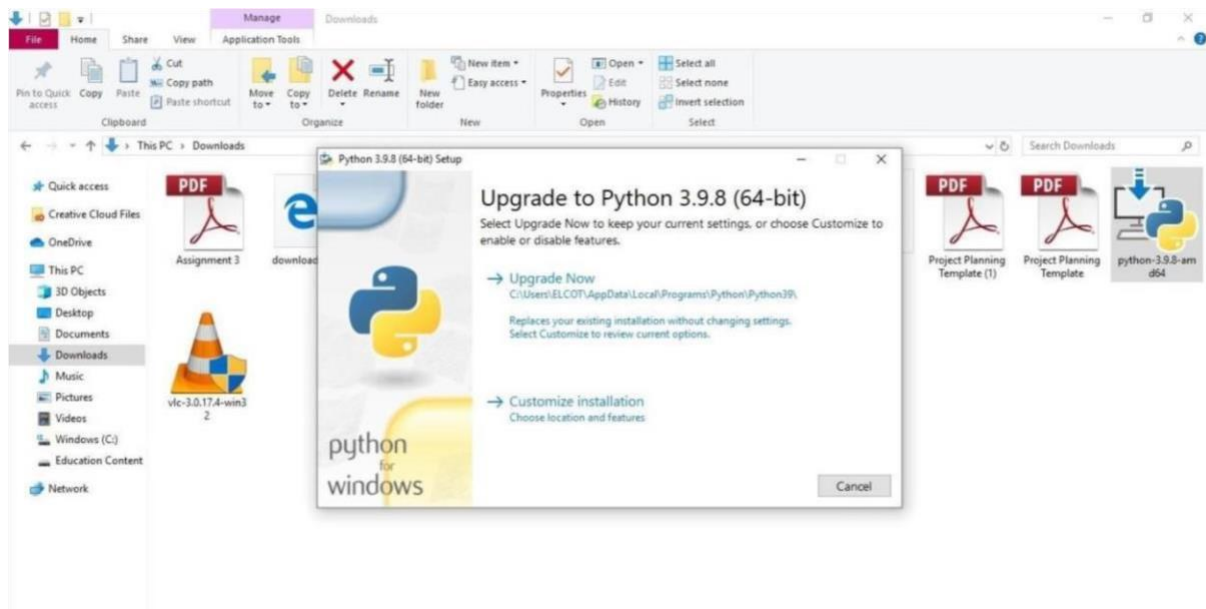 Manage
Downloads
File
Home
Share
View
Application Tools
Pin to Quick access
Copy
Paste
Cut
Copy path
Paste shortcut
Clipboard
Move to
Copy to
Delete
Rename
Organize
New folder
New item
Easy access
New
Properties
Open
Edit
History
Open
Select all
Select none
Invert selection
Select
This PC
Downloads
Search Downloads
Quick access
Creative Cloud Files
OneDrive
This PC
3D Objects
Desktop
Documents
Downloads
Music
Pictures
Videos
Windows (C:)
Education Content
Network
PDF
Assignment 3
download
vlc-3.0.17.4-win3
2
Python 3.9.8 (64-bit) Setup
Upgrade to Python 3.9.8 (64-bit)
Select Upgrade Now to keep your current settings, or choose Customize to
enable or disable features.
Upgrade Now
C:\Users\ELCOT\AppData\Local\Programs\Python\Python39\
Replaces your existing installation without changing settings.
Select Customize to review current options.
Customize installation
Choose location and features
python
for
windows
Cancel
PDF
Project Planning
Template (1)
PDF
Project Planning
Template
python-3.9.8-am
d64